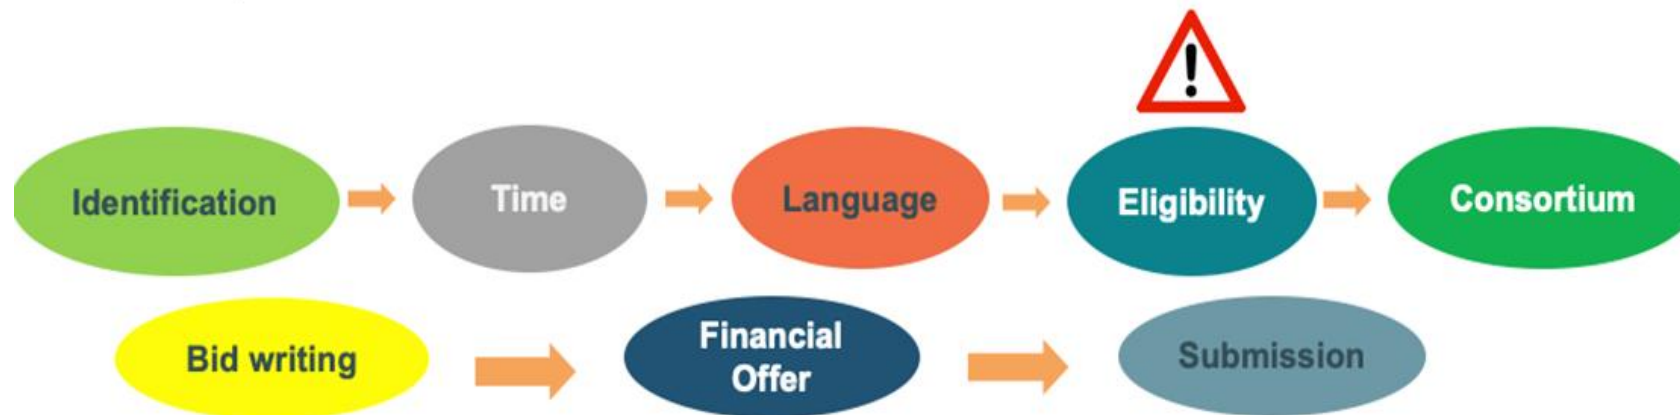 Identification
Time
Language
Eligibility
Consortium
Bid writing
Financial
Offer
Submission